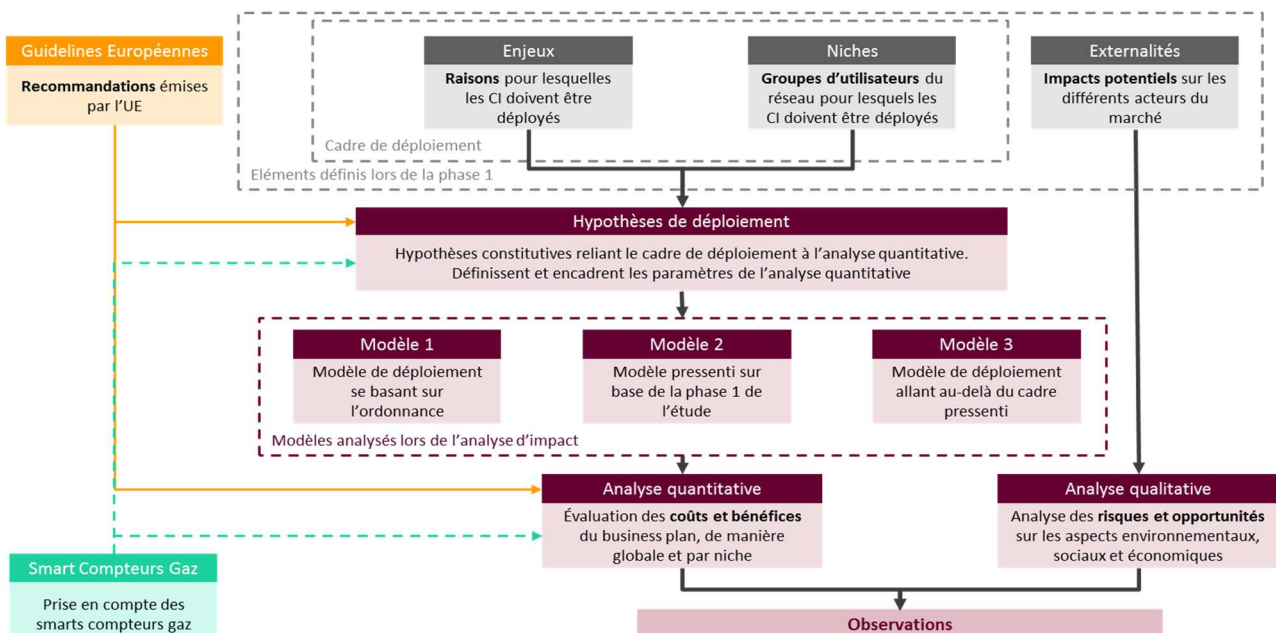 Guidelines Européennes
Recommandations émises
par l'UE
Enjeux
Raisons pour lesquelles
les CI doivent être
déployés
Niches
Groupes d'utilisateurs du
réseau pour lesquels les
CI doivent être déployés
Externalités
Impacts potentiels sur les
différents acteurs du
marché
Cadre de déploiement
Eléments définis lors de la phase 1
Hypothèses de déploiement
Hypothèses constitutives reliant le cadre de déploiement à l'analyse quantitative.
Définissent et encadrent les paramètres de l'analyse quantitative
Modèle 1
Modèle de déploiement
se basant sur
l'ordonnance
Modèle 2
Modèle pressenti sur
base de la phase 1 de
l'étude
Modèle 3
Modèle de déploiement
allant au-delà du cadre
pressenti
Modèles analysés lors de l'analyse d'impact
Analyse quantitative
Évaluation des coûts et bénéfices
du business plan, de manière
globale et par niche
Analyse qualitative
Analyse des risques et opportunités
sur les aspects environnementaux,
sociaux et économiques
Smart Compteurs Gaz
Prise en compte des
smarts compteurs gaz
Observations